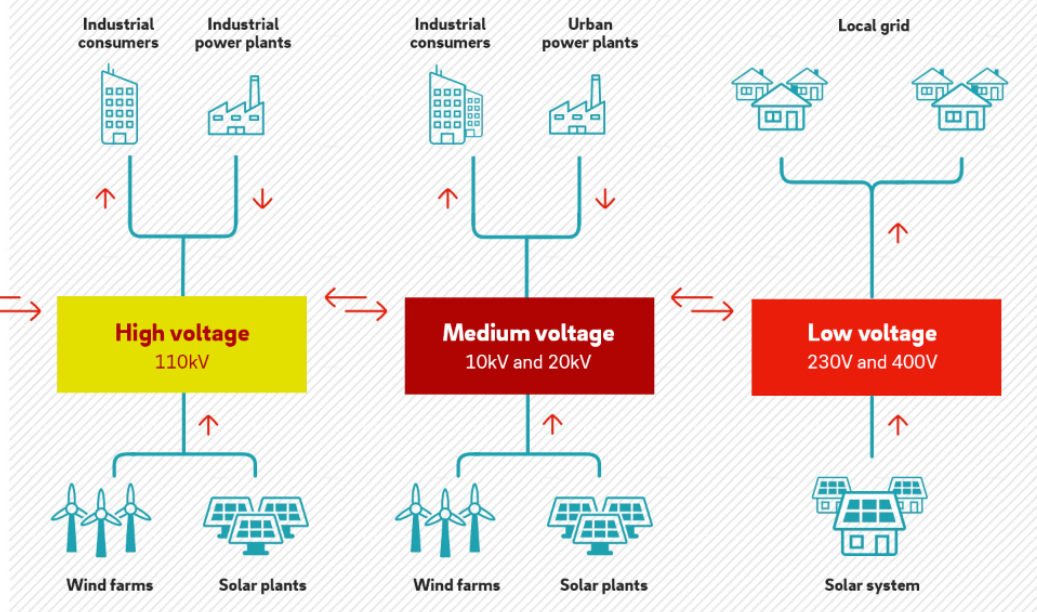 Industrial
consumers
Industrial
power plants
Industrial
consumers
Urban
power plants
Local grid
High voltage
110kV
Medium voltage
10kV and 20kV
Low voltage
230V and 400V
Wind farms
Solar plants
Wind farms
Solar plants
Solar system